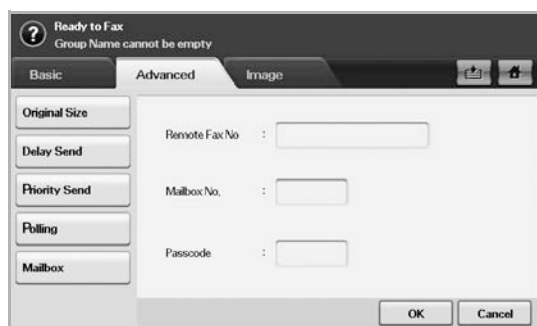 Ready to Fax
Group Name cannot be empty
Basic
Advanced
Image
Original Size
Delay Send
Priority Send
Polling
Mailbox
Remote Fax No :
Mailbox No. :
Passcode :
OK
Cancel